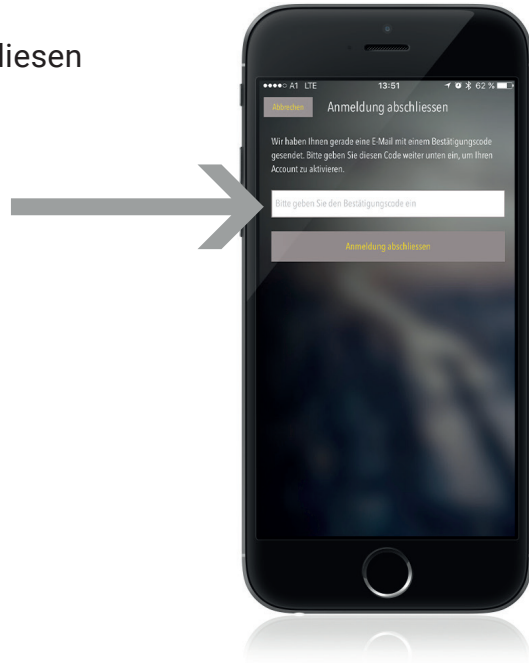 liesen
A1 LTE 13:51 62 %
Abbrechen Anmeldung abschliessen
Wir haben Ihnen gerade eine E-Mail mit einem Bestätigungscode
gesendet. Bitte geben Sie diesen Code weiter unten ein, um Ihren
Account zu aktivieren.
Bitte geben Sie den Bestätigungscode ein
Anmeldung abschliessen